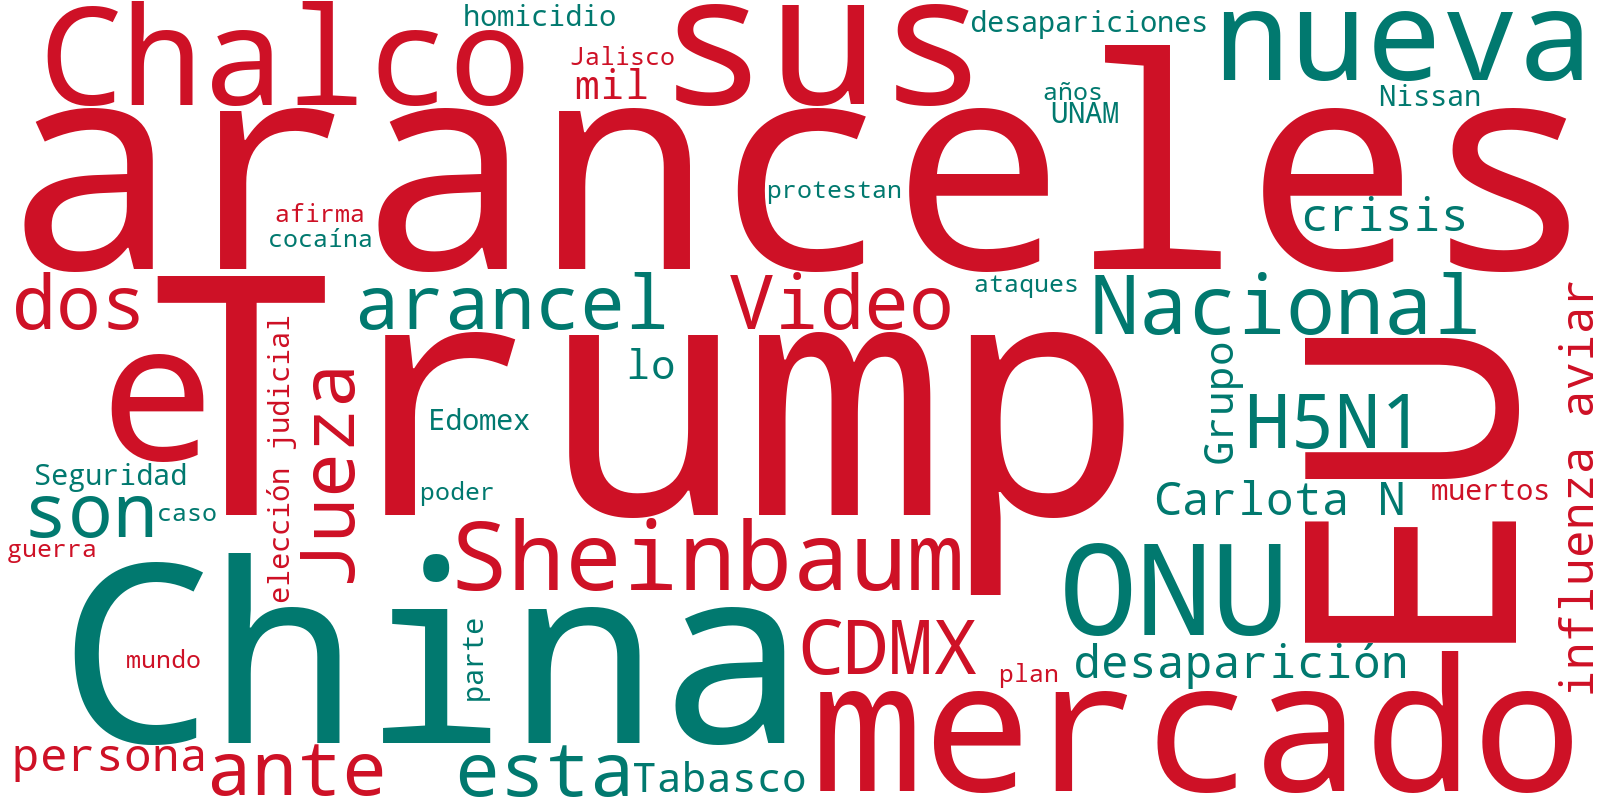 Chalco
homicidio
sus
desapariciones
nueva
Jalisco
mil
años
UNAM
Nissan
aranceles
protestan
afirma
cocaína
crisis
dos
Trump
arancel
Video
ataques
Nacional
influenza aviar
e
elección judicial
Jueza
lo
Grupo
H5N1
EU
Edomex
Seguridad
son
caso
poder
Carlota N
muertos
guerra
China
Sheinbaum
ONU
mundo
parte
CDMX
plan
desaparición
mercado
persona
ante
esta
Tabasco